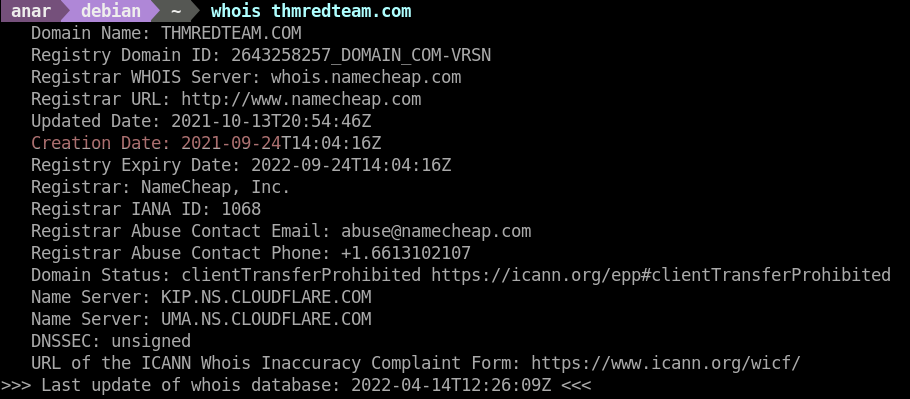 anar debian ~ whois thmredteam.com
Domain Name: THMREDTEAM.COM
Registry Domain ID: 2643258257_DOMAIN_COM-VRSN
Registrar WHOIS Server: whois.namecheap.com
Registrar URL: http://www.namecheap.com
Updated Date: 2021-10-13T20:54:46Z
Creation Date: 2021-09-24T14:04:16Z
Registry Expiry Date: 2022-09-24T14:04:16Z
Registrar: NameCheap, Inc.
Registrar IANA ID: 1068
Registrar Abuse Contact Email: abuse@namecheap.com
Registrar Abuse Contact Phone: +1.6613102107
Domain Status: clientTransferProhibited https://icann.org/epp#clientTransferProhibited
Name Server: KIP.NS.CLOUDFLARE.COM
Name Server: UMA.NS.CLOUDFLARE.COM
DNSSEC: unsigned
URL of the ICANN Whois Inaccuracy Complaint Form: https://www.icann.org/wicf/
>>> Last update of whois database: 2022-04-14T12:26:09Z <<<